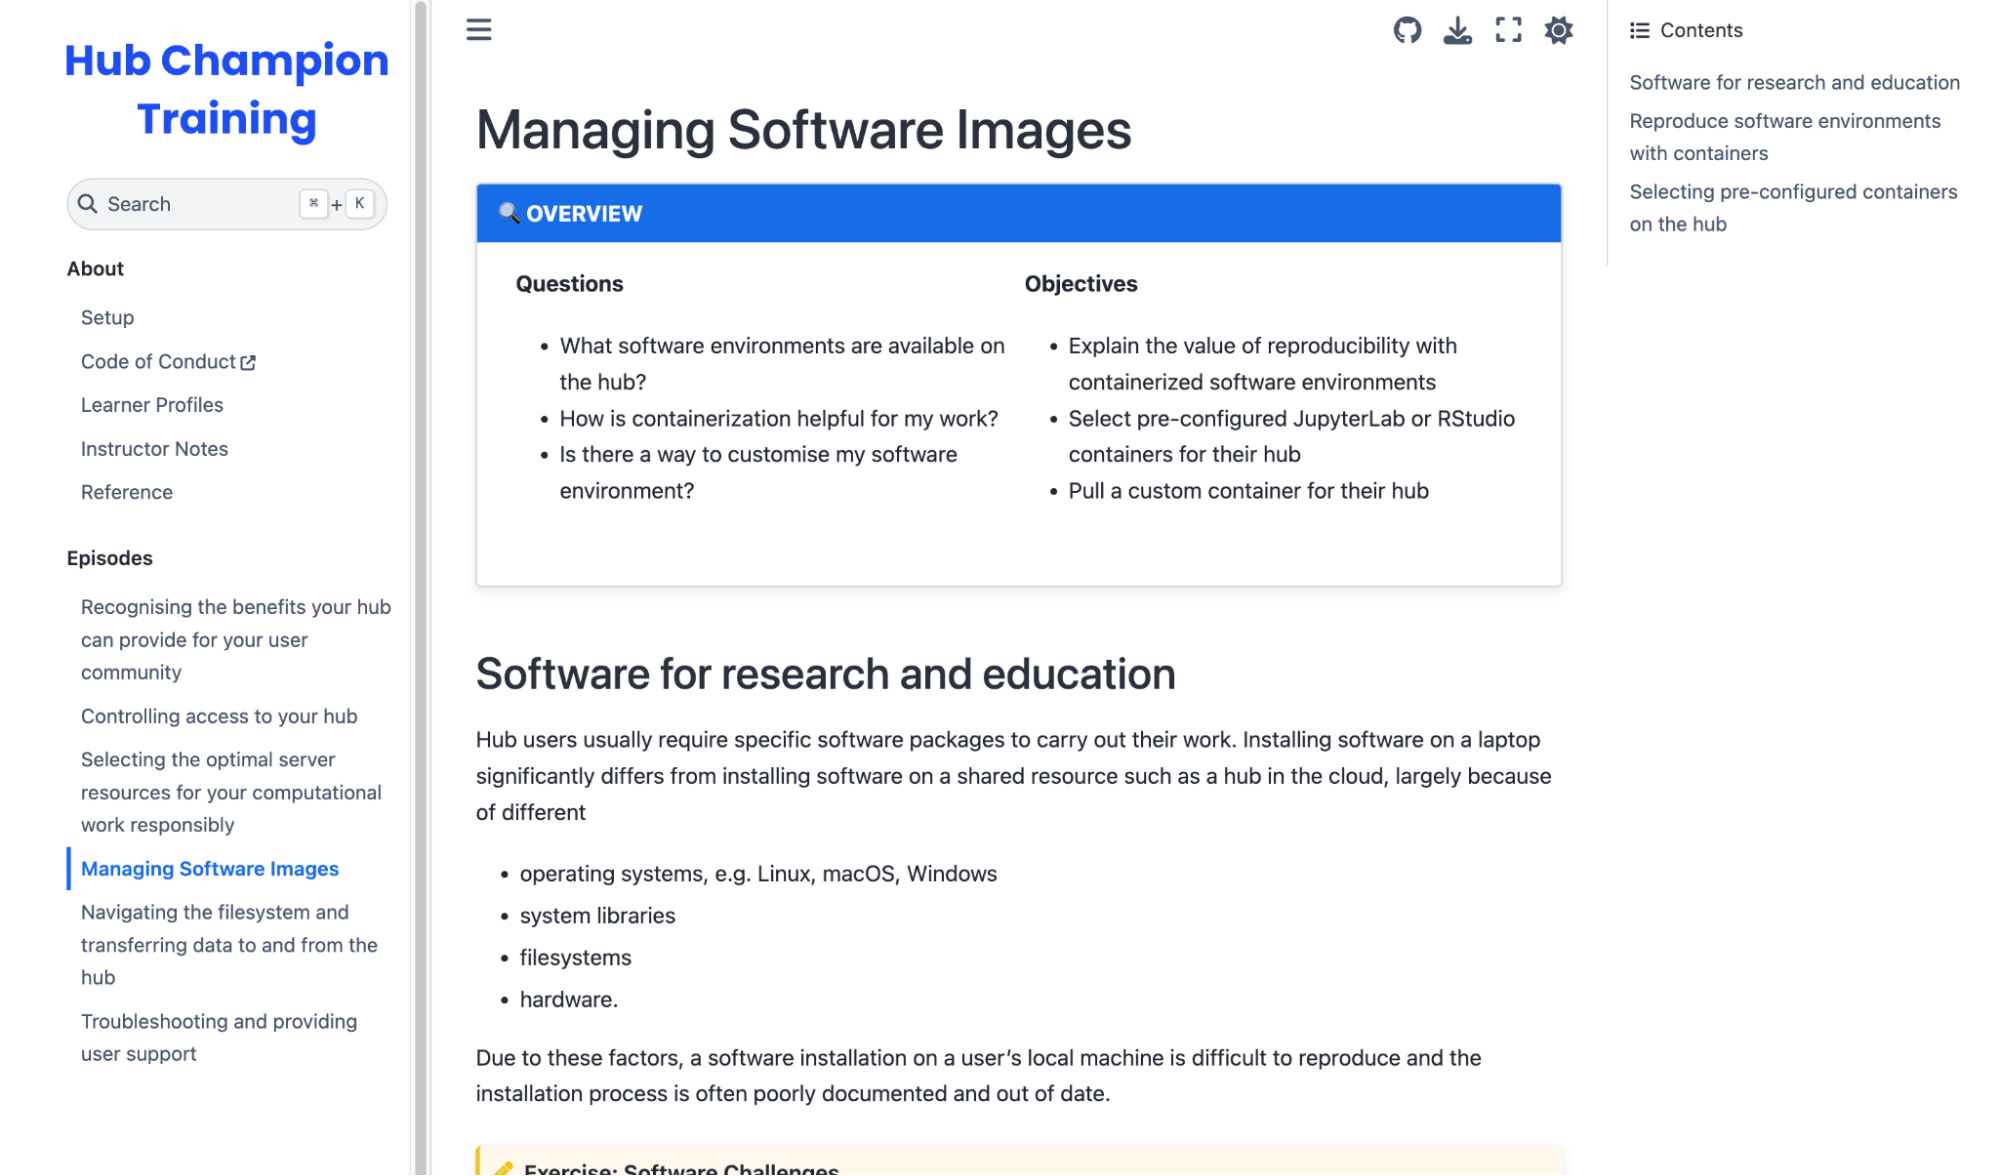 Hub Champion
Training
Search
⌘ + K
About
Setup
Code of Conduct
Learner Profiles
Instructor Notes
Reference
Episodes
Recognising the benefits your hub
can provide for your user
community
Controlling access to your hub
Selecting the optimal server
resources for your computational
work responsibly
Managing Software Images
Navigating the filesystem and
transferring data to and from the
hub
Troubleshooting and providing
user support
Managing Software Images
OVERVIEW
Questions
• What software environments are available on
the hub?
• How is containerization helpful for my work?
• Is there a way to customise my software
environment?
Objectives
• Explain the value of reproducibility with
containerized software environments
• Select pre-configured JupyterLab or RStudio
containers for their hub
• Pull a custom container for their hub
Software for research and education
Hub users usually require specific software packages to carry out their work. Installing software on a laptop
significantly differs from installing software on a shared resource such as a hub in the cloud, largely because
of different
• operating systems, e.g. Linux, macOS, Windows
• system libraries
• filesystems
• hardware.
Due to these factors, a software installation on a user’s local machine is difficult to reproduce and the
installation process is often poorly documented and out of date.
Exercise: Software Challenges
Contents
Software for research and education
Reproduce software environments
with containers
Selecting pre-configured containers
on the hub